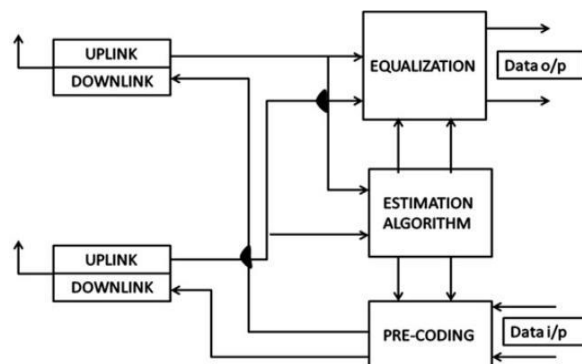 UPLINK
DOWNLINK
EQUALIZATION
Data o/p
ESTIMATION
ALGORITHM
UPLINK
DOWNLINK
PRE-CODING
Data i/p